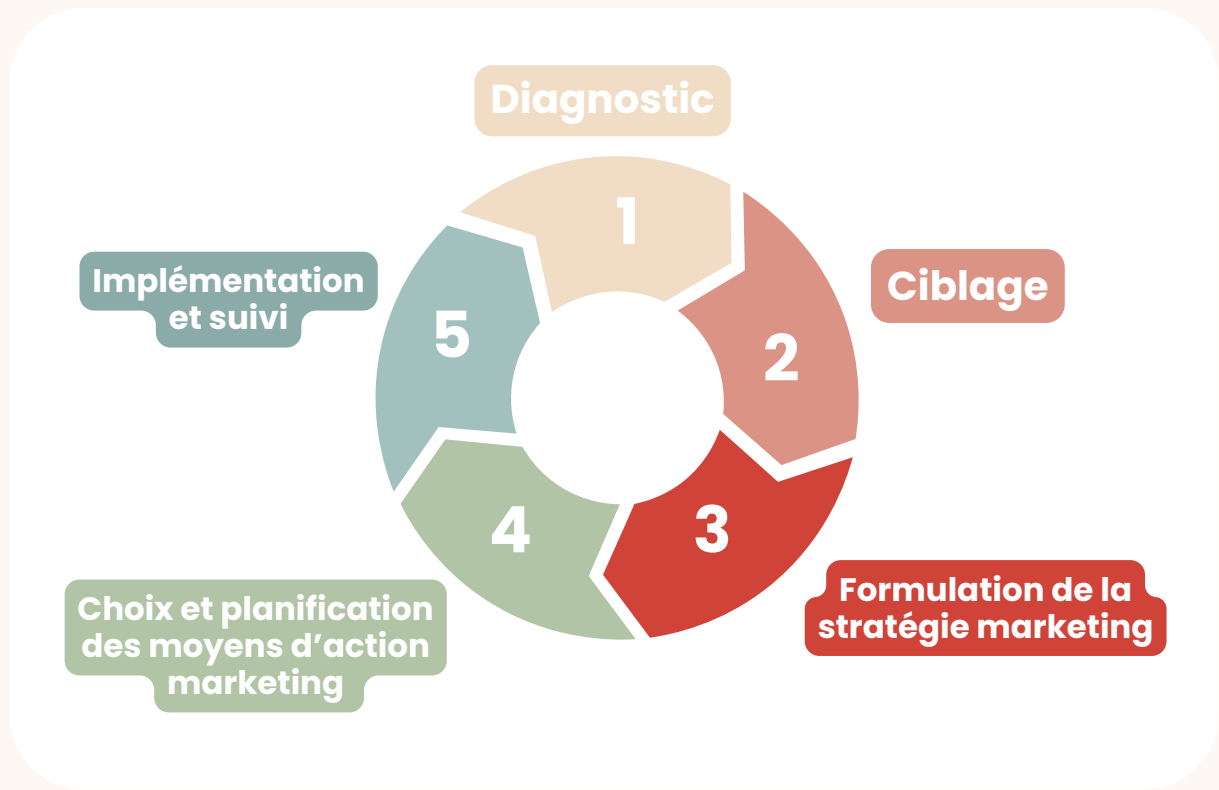 Diagnostic
1
Ciblage
2
Formulation de la
stratégie marketing
3
Choix et planification
des moyens d’action
marketing
4
Implémentation
et suivi
5